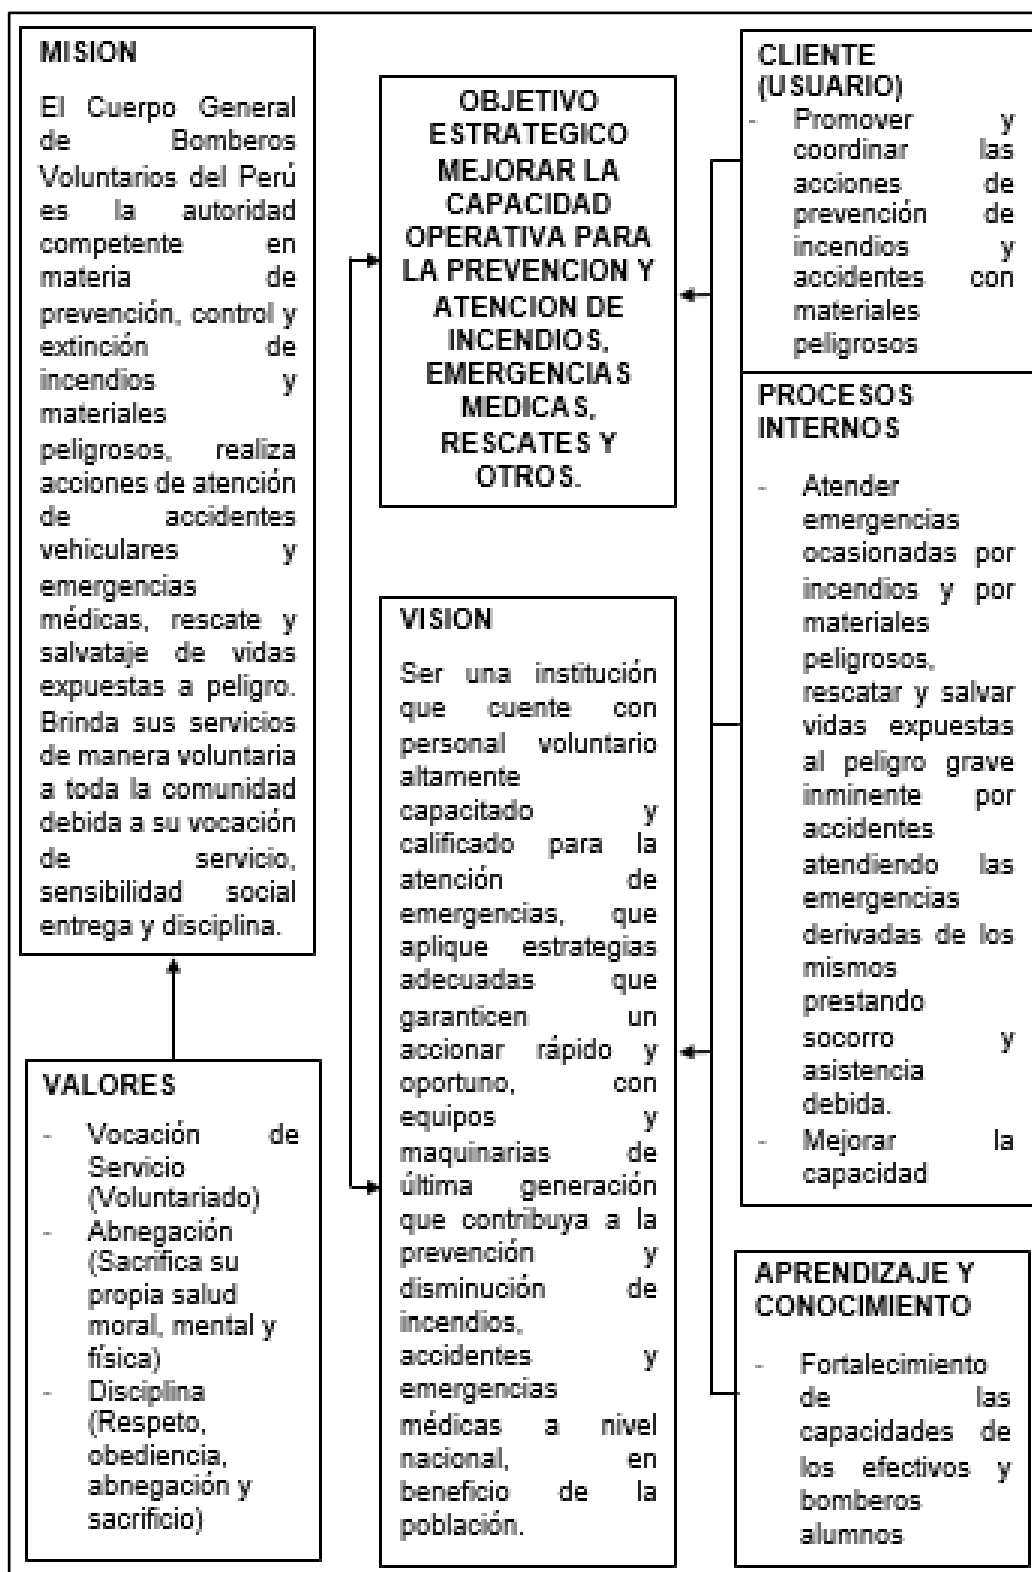 MISION
El Cuerpo General
de Bomberos
Voluntarios del Perú
es la autoridad
competente en
materia de
prevención, control y
extinción de
incendios y
materiales
peligrosos, realiza
acciones de atención
de accidentes
vehiculares y
emergencias
médicas, rescate y
salvataje de vidas
expuestas a peligro.
Brinda sus servicios
de manera voluntaria
a toda la comunidad
debida a su vocación
de servicio,
sensibilidad social
entrega y disciplina.
VALORES
- Vocación de
Servicio
(Voluntariado)
- Abnegación
(Sacrifica su
propia salud
moral, mental y
física)
- Disciplina
(Respeto,
obediencia,
abnegación y
sacrificio)
OBJETIVO
ESTRATEGICO
MEJORAR LA
CAPACIDAD
OPERATIVA PARA
LA PREVENCION Y
ATENCION DE
INCENDIOS,
EMERGENCIAS
MEDICAS,
RESCATES Y
OTROS.
VISION
Ser una institución
que cuente con
personal voluntario
altamente
capacitado y
calificado para la
atención de
emergencias, que
aplique estrategias
adecuadas que
garanticen un
accionar rápido y
oportuno, con
equipos y
maquinarias de
última generación
que contribuya a la
prevención y
disminución de
incendios,
accidentes y
emergencias
médicas a nivel
nacional, en
beneficio de la
población.
CLIENTE
(USUARIO)
- Promover y
coordinar las
acciones de
prevención de
incendios y
accidentes con
materiales
peligrosos
PROCESOS
INTERNOS
- Atender
emergencias
ocasionadas por
incendios y por
materiales
peligrosos,
rescatar y salvar
vidas expuestas
al peligro grave
inminente por
accidentes
atendiendo las
emergencias
derivadas de los
mismos
prestando
socorro y
asistencia
debida.
- Mejorar la
capacidad
APRENDIZAJE Y
CONOCIMIENTO
- Fortalecimiento
de las
capacidades de
los efectivos y
bomberos
alumnos